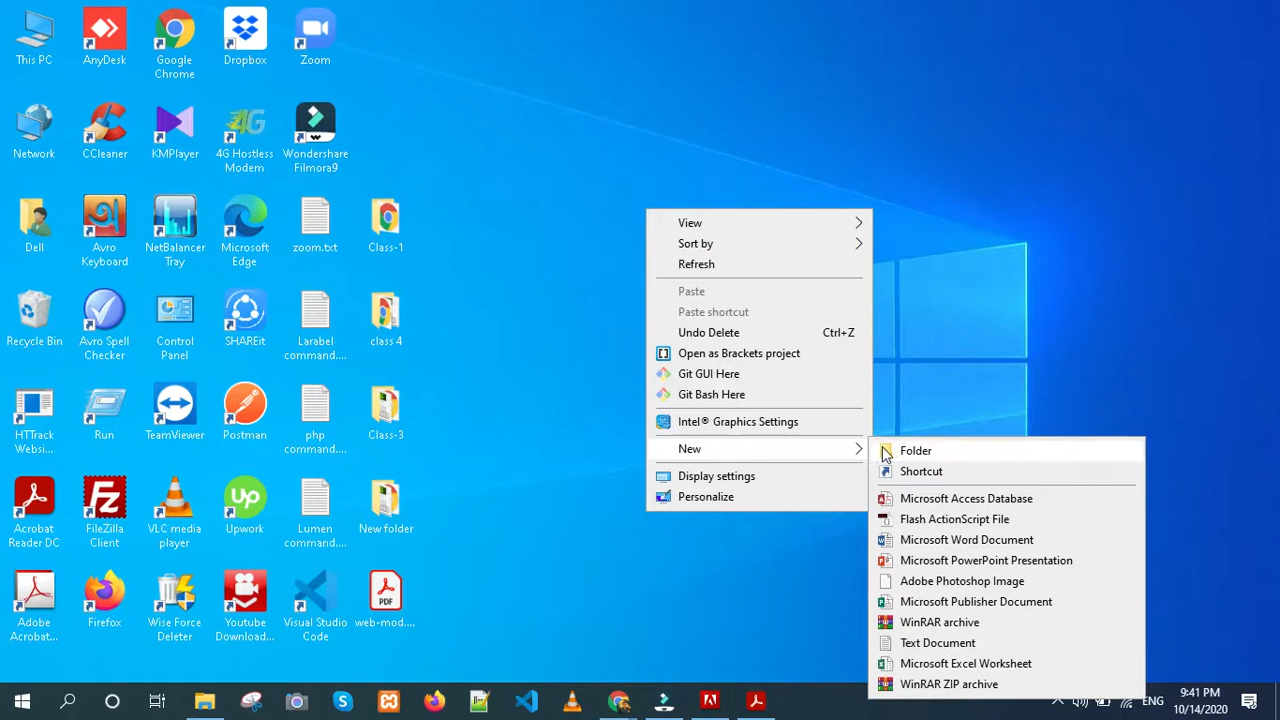 This PC
AnyDesk
Google
Chrome
Dropbox
Zoom
Network
CCleaner
KMPlayer
4G Hostless
Modem
Wondershare
Filmora9
Dell
Avro
Keyboard
NetBalancer
Tray
Microsoft
Edge
zoom.txt
Class-1
Recycle Bin
Avro Spell
Checker
Control
Panel
SHAREit
Larabel
command....
class 4
HTTrack
Websi...
Run
TeamViewer
Postman
php
command....
Class-3
Acrobat
Reader DC
FileZilla
Client
VLC media
player
Upwork
Lumen
command....
New folder
Adobe
Acrobat...
Firefox
Wise Force
Deleter
Youtube
Download...
Visual Studio
Code
PDF
web-mod....
View
Sort by
Refresh
Paste
Paste shortcut
Undo Delete Ctrl+Z
Open as Brackets project
Git GUI Here
Git Bash Here
Intel® Graphics Settings
New
Display settings
Personalize
Folder
Shortcut
Microsoft Access Database
Flash ActionScript File
Microsoft Word Document
Microsoft PowerPoint Presentation
Adobe Photoshop Image
Microsoft Publisher Document
WinRAR archive
Text Document
Microsoft Excel Worksheet
WinRAR ZIP archive
ENG
9:41 PM
10/14/2020